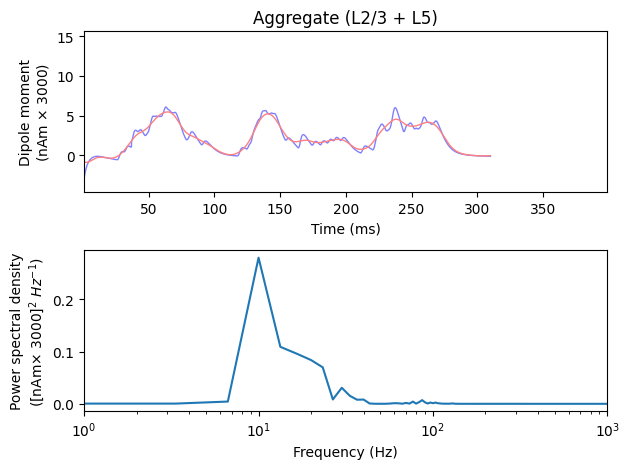 Aggregate (L2/3 + L5)
Dipole moment
(nAm × 3000)
15
10
5
0
50 100 150 200 250 300 350
Time (ms)
Power spectral density
([nAm× 3000]² Hz⁻¹)
0.2
0.1
0.0
10⁰ 10¹ 10² 10³
Frequency (Hz)